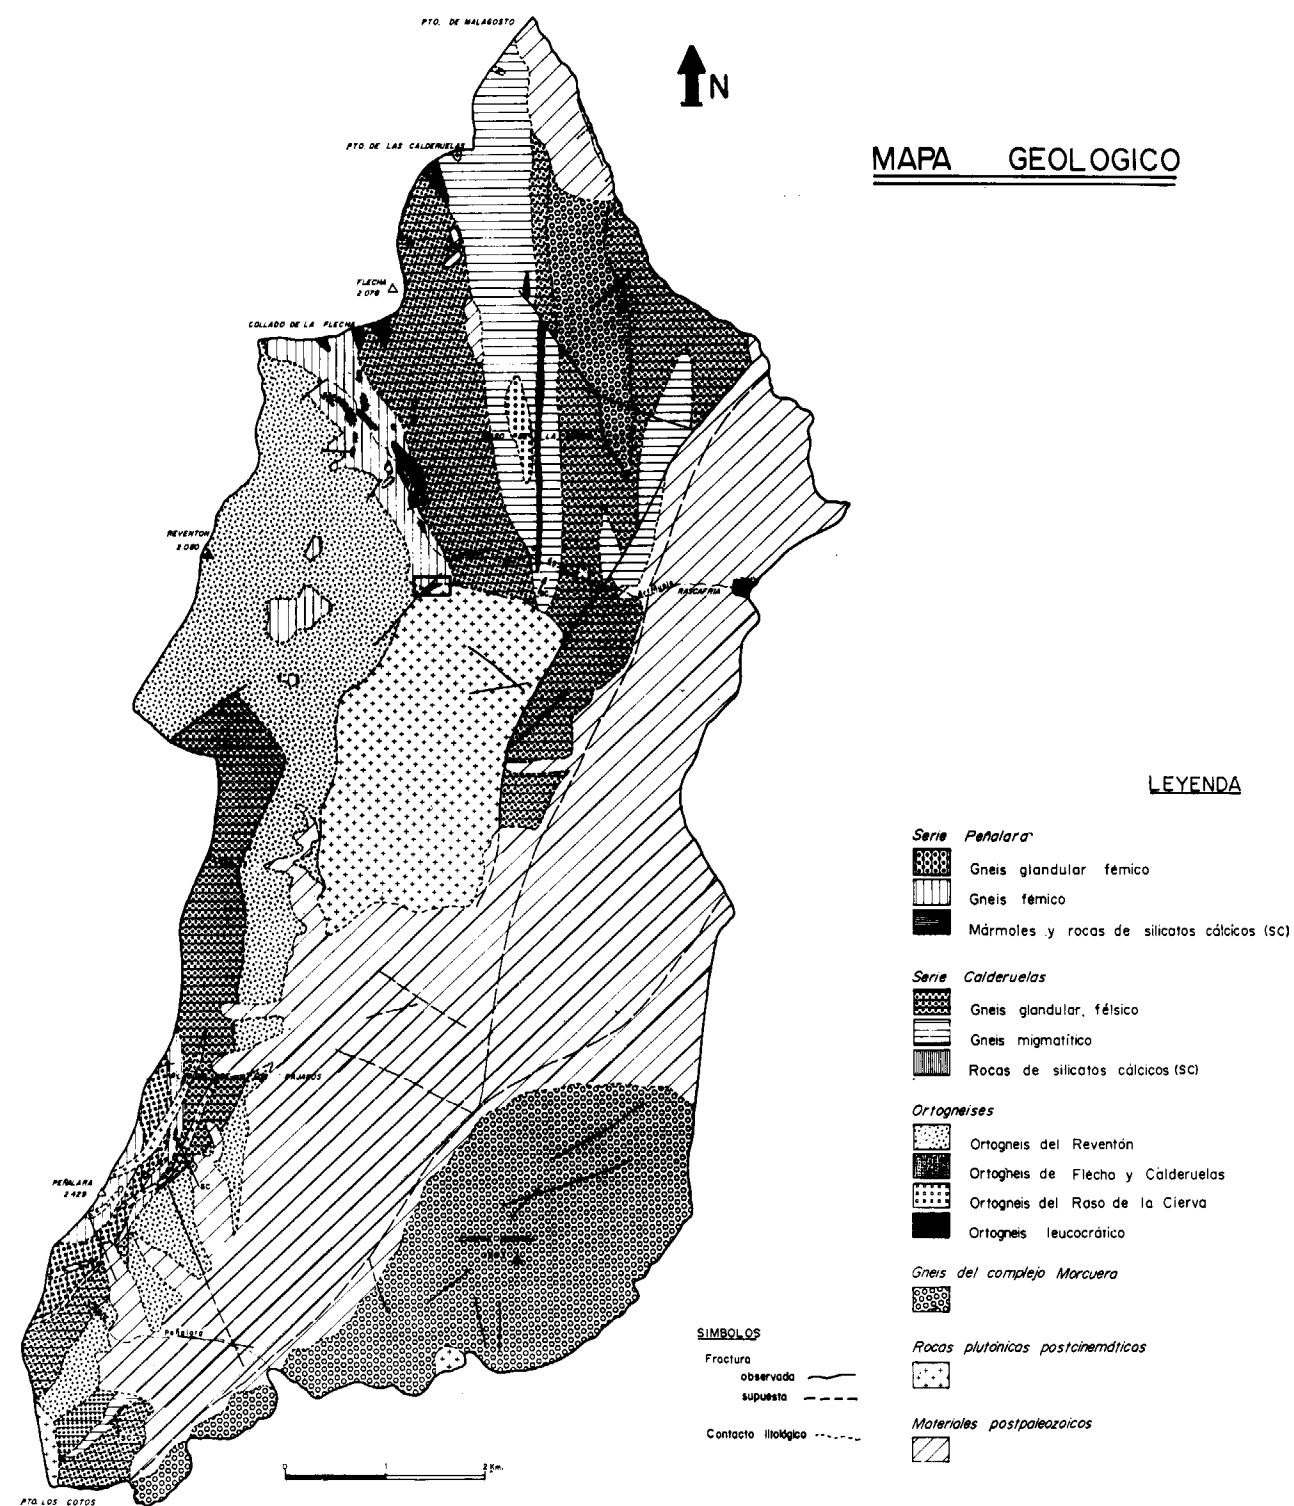 PTO. DE MALAGOSTO
N
MAPA GEOLOGICO
PTO. DE LAS CALDERUELAS
FLECHA
2 078
COLLADO DE LA FLECHA
REVENTON
2 080
RASCAFRIA
PAJAROS
PEÑALARA
2 429
SC
Peñalara
PTO. LOS COTOS
0 1 2 Km.
LEYENDA
Serie Peñalara
Gneis glandular fémico
Gneis fémico
Mármoles y rocas de silicatos cálcicos (SC)
Serie Calderuelas
Gneis glandular, félsico
Gneis migmatítico
Rocas de silicatos cálcicos (SC)
Ortogneises
Ortogneis del Reventón
Ortogneis de Flecha y Calderuelas
Ortogneis del Raso de la Cierva
Ortogneis leucocrático
Gneis del complejo Morcuera
Rocas plutónicas postcinemáticas
Materiales postpaleozoicos
SIMBOLOS
Fractura
observada
supuesta
Contacto litológico